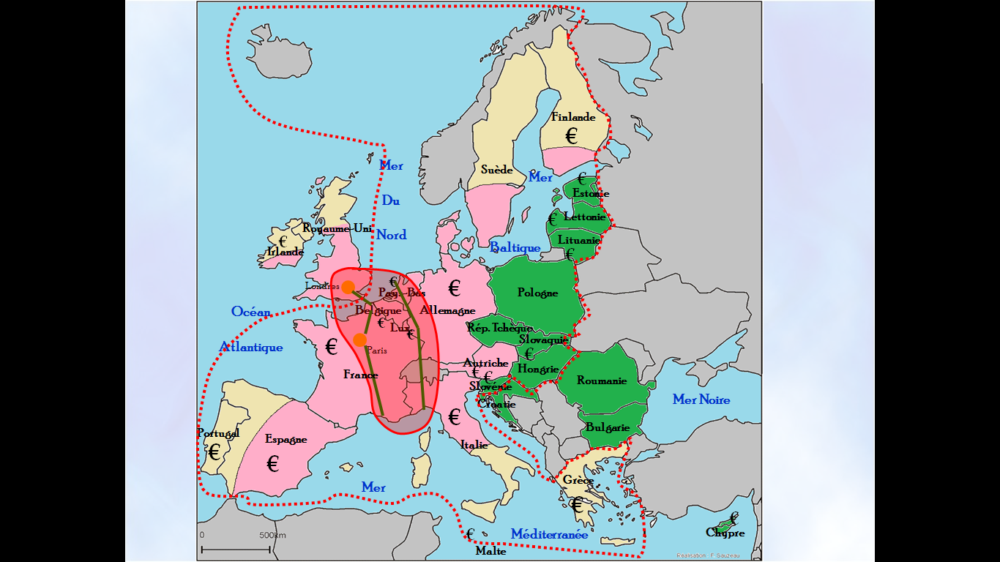 Finlande
€
Mer
Suède
Mer
€
Estonie
Du
€
Lettonie
Royaume-Uni
Nord
€
Lituanie
Irlande
Baltique
€
€
€
Londres
Pays-Bas
Pologne
Océan
Belgique
Allemagne
€
Rép. Tchèque
Lux.
€
Slovaquie
Atlantique
€
Paris
€
Autriche
Hongrie
€
France
€
Roumanie
Slovénie
Mer Noire
Croatie
€
Bulgarie
Portugal
Espagne
Italie
€
€
Grèce
Mer
€
€
0
500km
€
Méditerranée
Chypre
Malte
Réalisation : F. Sauzeau